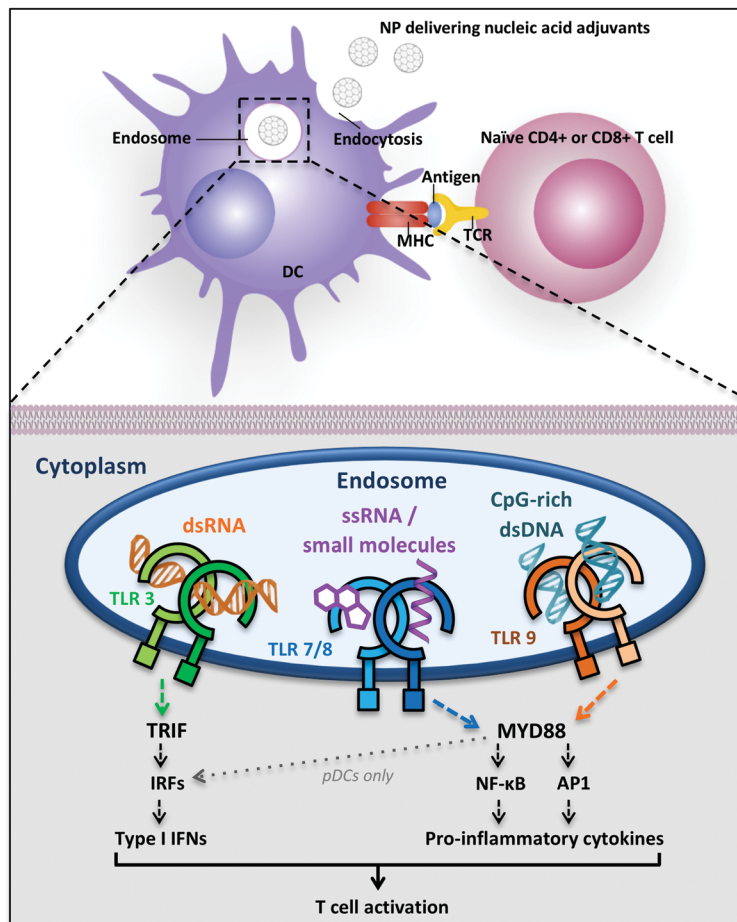 NP delivering nucleic acid adjuvants
Endosome
Endocytosis
Naïve CD4+ or CD8+ T cell
Antigen
MHC
TCR
DC
Cytoplasm
Endosome
dsRNA
ssRNA /
small molecules
CpG-rich
dsDNA
TLR 3
TLR 7/8
TLR 9
TRIF
MYD88
pDCs only
IRFs
NF-κB
AP1
Type I IFNs
Pro-inflammatory cytokines
T cell activation